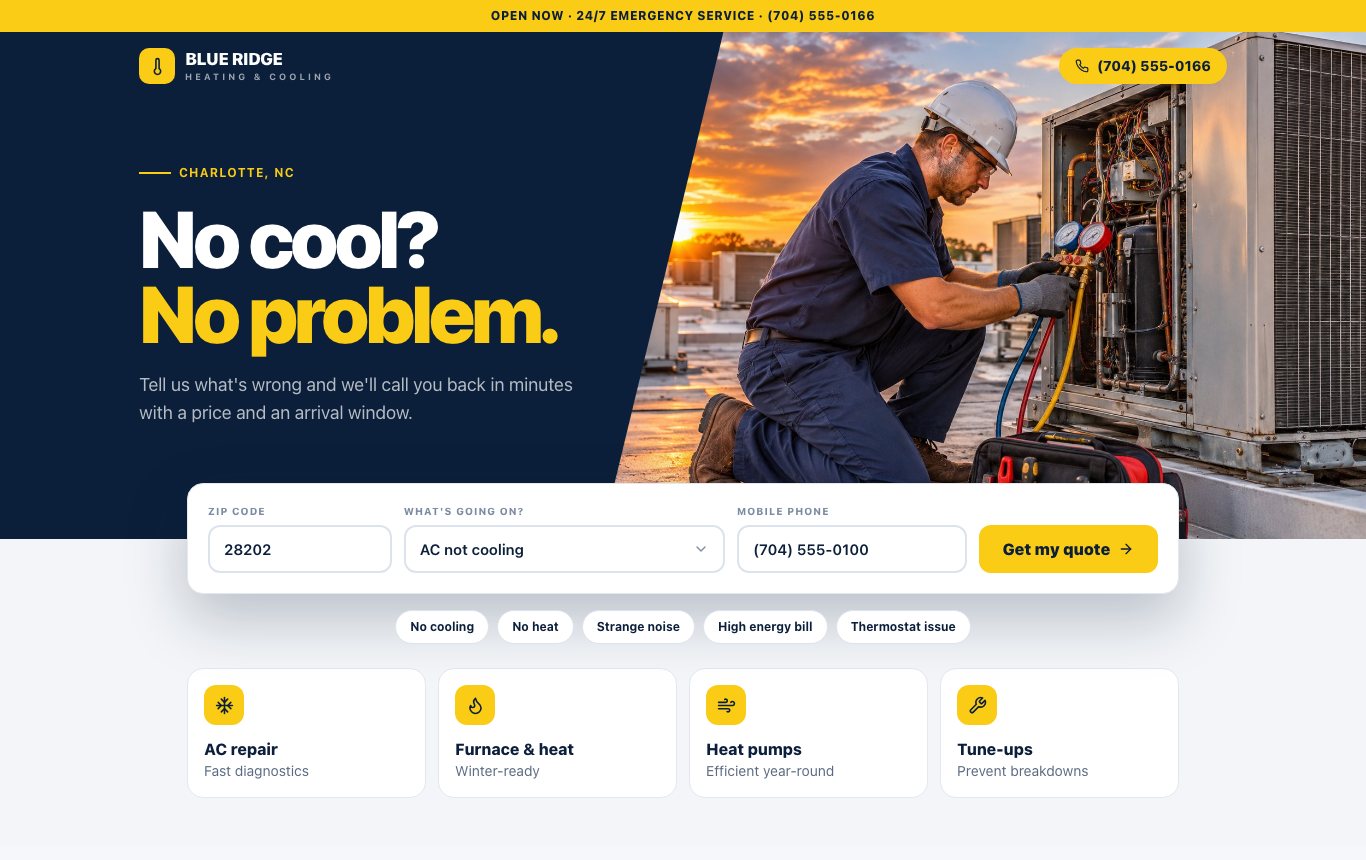 OPEN NOW · 24/7 EMERGENCY SERVICE · (704) 555-0166
BLUE RIDGE
HEATING & COOLING
(704) 555-0166
CHARLOTTE, NC
No cool?
No problem.
Tell us what's wrong and we'll call you back in minutes
with a price and an arrival window.
ZIP CODE
WHAT'S GOING ON?
MOBILE PHONE
28202
AC not cooling
(704) 555-0100
Get my quote
No cooling
No heat
Strange noise
High energy bill
Thermostat issue
AC repair
Fast diagnostics
Furnace & heat
Winter-ready
Heat pumps
Efficient year-round
Tune-ups
Prevent breakdowns